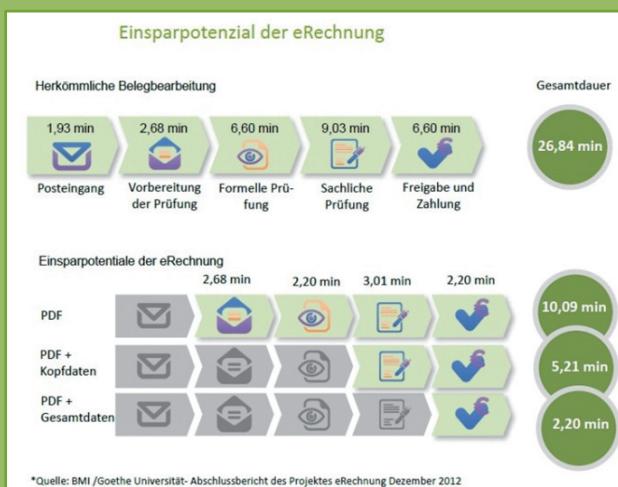 Einsparpotenzial der eRechnung
Herkömmliche Belegbearbeitung
Gesamtdauer
1,93 min
2,68 min
6,60 min
9,03 min
6,60 min
26,84 min
Posteingang
Vorbereitung
der Prüfung
Formelle Prü-
fung
Sachliche
Prüfung
Freigabe und
Zahlung
Einsparpotentiale der eRechnung
2,68 min
2,20 min
3,01 min
2,20 min
PDF
10,09 min
PDF +
Kopfdaten
5,21 min
PDF +
Gesamtdaten
2,20 min
*Quelle: BMI /Goethe Universität- Abschlussbericht des Projektes eRechnung Dezember 2012